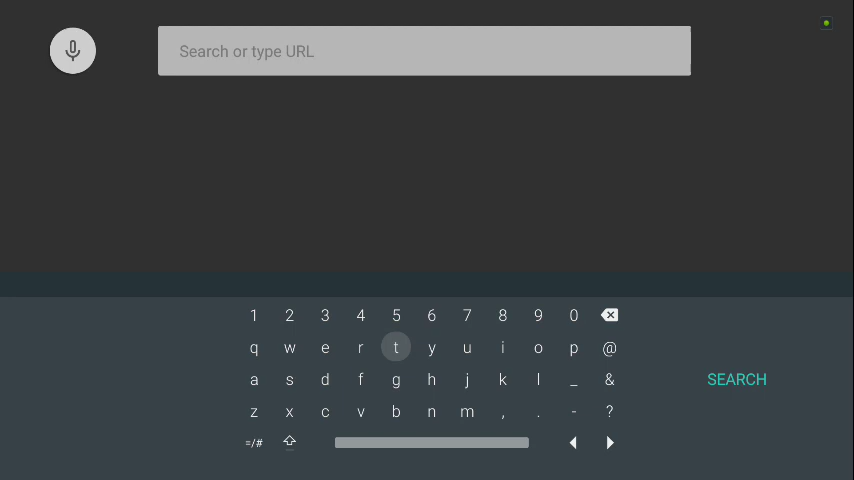 Search or type URL
1 2 3 4 5 6 7 8 9 0
q w e r t y u i o p @
a s d f g h j k l _ &
SEARCH
z x c v b n m , . - ?
=/#